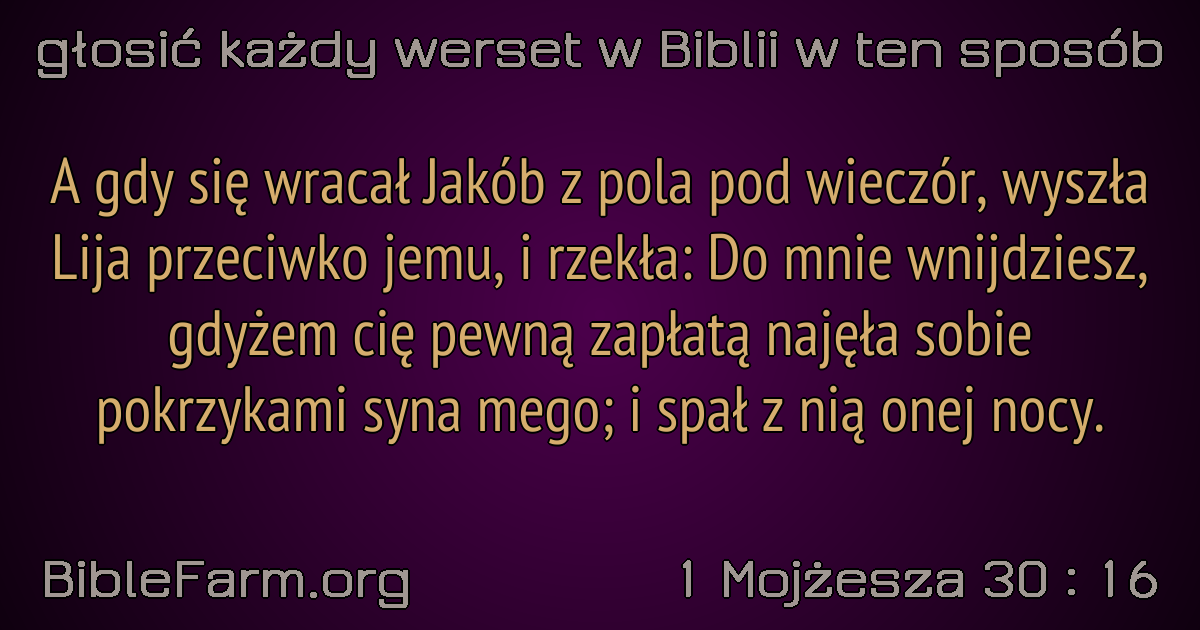 głosić każdy werset w Biblii w ten sposób
A gdy się wracał Jakób z pola pod wieczór, wyszła
Lija przeciwko jemu, i rzekła: Do mnie wnijdziesz,
gdyżem cię pewną zapłatą najęła sobie
pokrzykami syna mego; i spał z nią onej nocy.
BibleFarm.org
1 Mojżesza 30 : 16